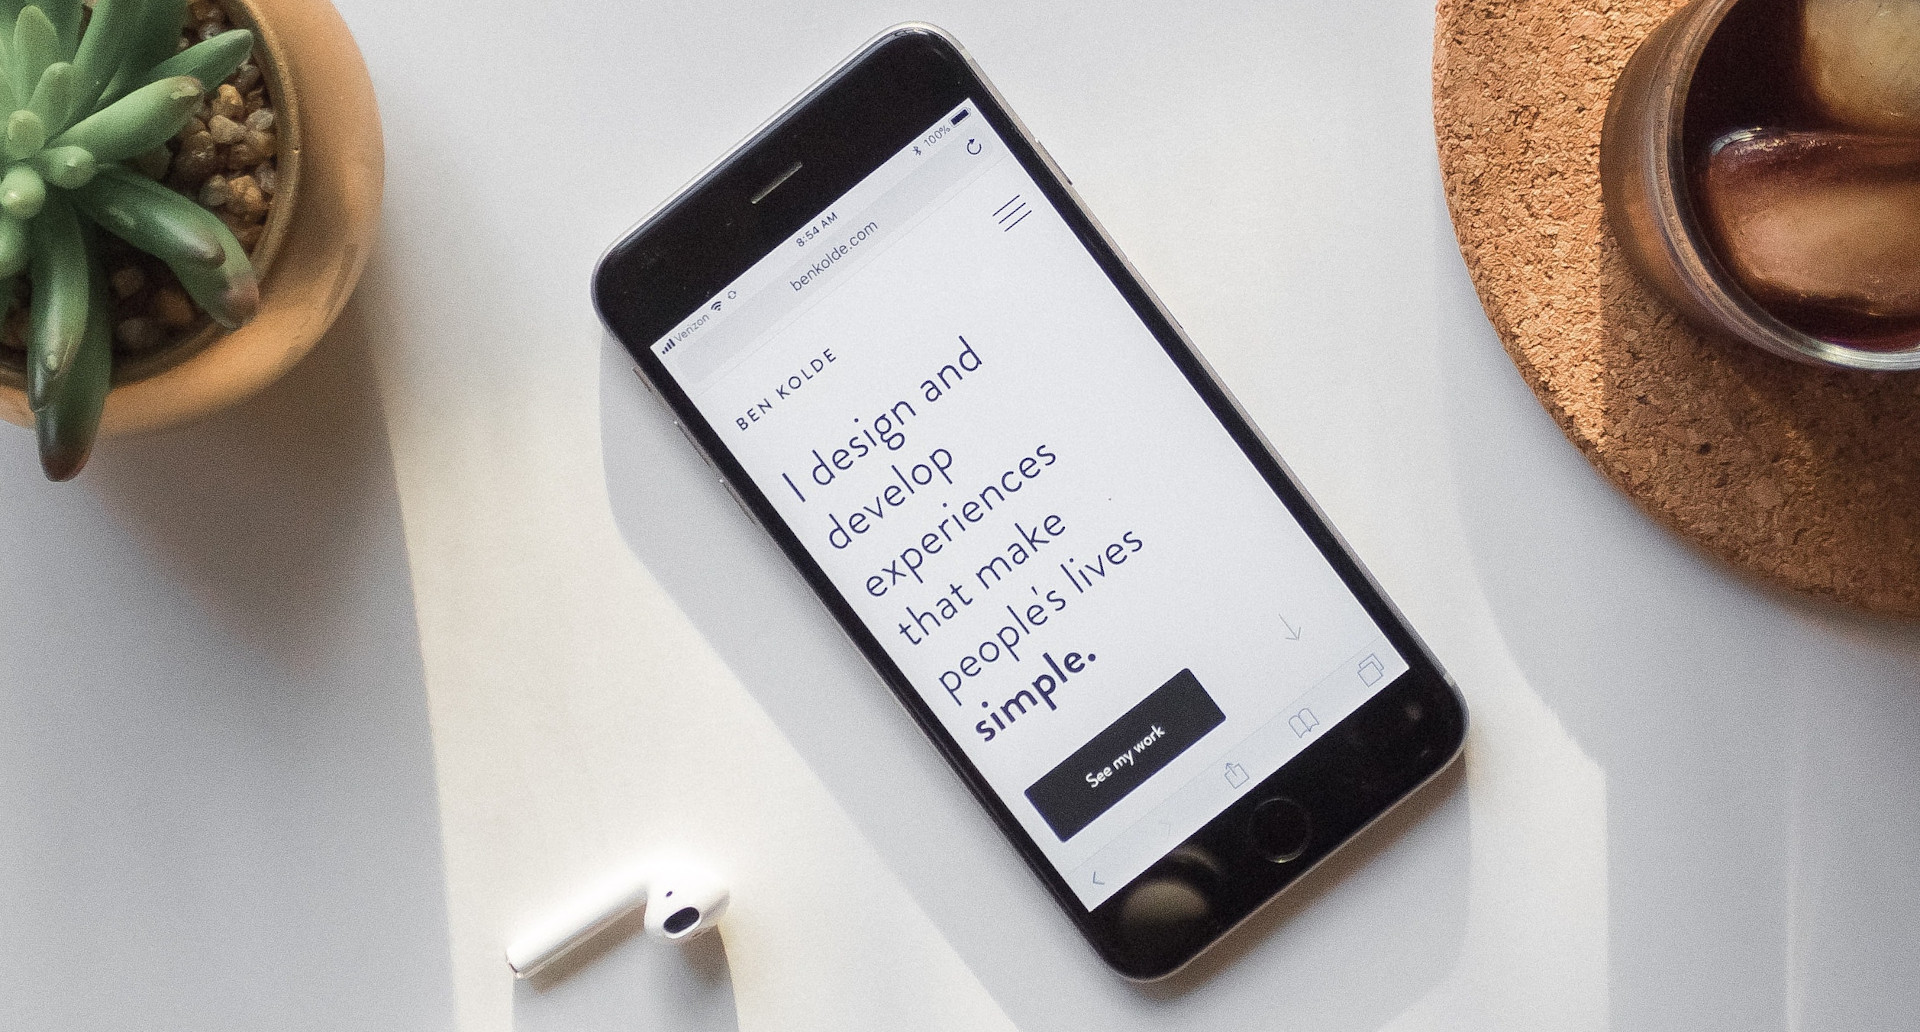 Verizon 8:54 AM 100%
benkolde.com
BEN KOLDE
I design and
develop
experiences
that make
people's lives
simple.
See my work